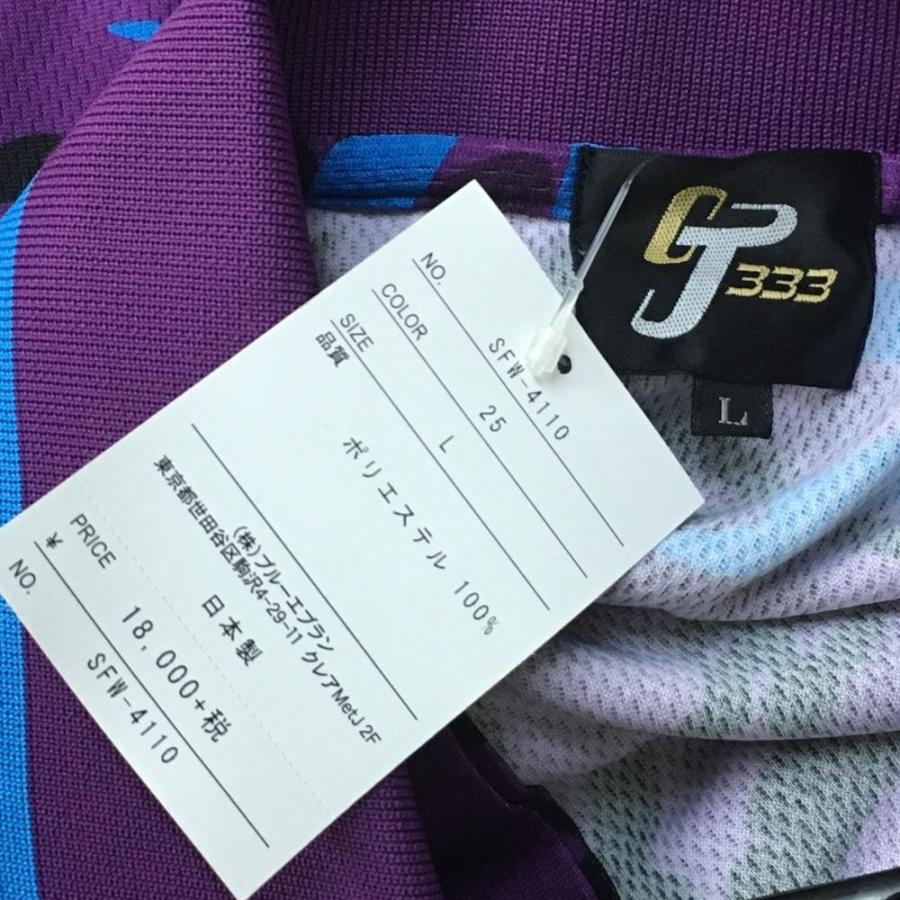 NO. SFW-4110
COLOR 25
SIZE L
品質 ポリエステル 100%
(株)ブルーエプラン
東京都世田谷区駒沢4-29-11 クレアMetJ 2F
日本製
PRICE
¥ 18,000+税
NO. SFW-4110
CJ333
L